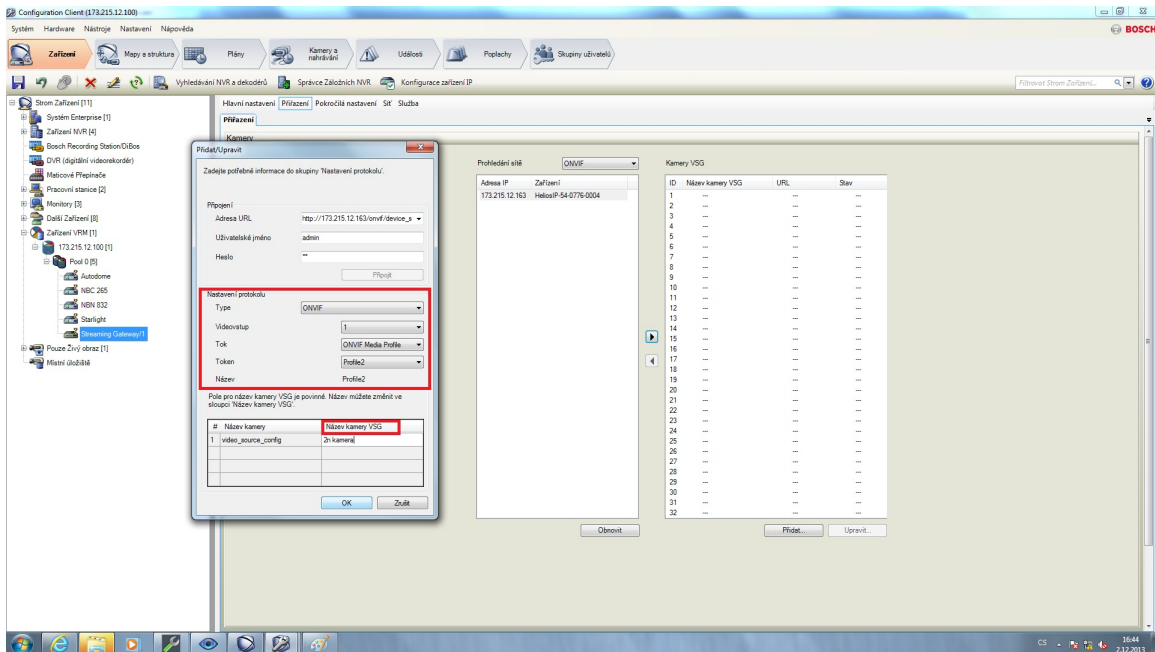 Configuration Client (173.215.12.100)
Systém Hardware Nástroje Nastavení Nápověda
BOSCH
Zařízení
Mapy a struktura
Plány
Kamery a nahrávání
Události
Poplachy
Skupiny uživatelů
Vyhledávání NVR a dekodérů
Správce Záložních NVR
Konfigurace zařízení IP
Filtrovat Strom Zařízení...
Strom Zařízení [11]
Systém Enterprise [1]
Zařízení NVR [4]
Bosch Recording Station/DiBos
DVR (digitální videorekordér)
Maticové Přepínače
Pracovní stanice [2]
Monitory [3]
Další Zařízení [8]
Zařízení VRM [1]
173.215.12.100 [1]
Pool 0 [5]
Autodome
NBC 265
NBN 832
Starlight
Streaming Gateway/1
Pouze Živý obraz [1]
Místní úložiště
Hlavní nastavení Přiřazení Pokročilá nastavení Síť Služba
Přiřazení
Kamery
Přidat/Upravit
Zadejte potřebné informace do skupiny 'Nastavení protokolu'.
Připojení
Adresa URL http://173.215.12.163/onvif/device_s
Uživatelské jméno admin
Heslo **
Připojit
Nastavení protokolu
Type ONVIF
Videovstup 1
Tok ONVIF Media Profile
Token Profile2
Název Profile2
Pole pro název kamery VSG je povinné. Název můžete změnit ve
sloupci 'Název kamery VSG'.
# Název kamery Název kamery VSG
1 video_source_config 2n kamera
OK Zrušit
Prohledání sítě ONVIF
Adresa IP Zařízení
173.215.12.163 HeliosIP-54-0776-0004
Obnovit
Kamery VSG
ID Název kamery VSG URL Stav
1 --- --- ---
2 --- --- ---
3 --- --- ---
4 --- --- ---
5 --- --- ---
6 --- --- ---
7 --- --- ---
8 --- --- ---
9 --- --- ---
10 --- --- ---
11 --- --- ---
12 --- --- ---
13 --- --- ---
14 --- --- ---
15 --- --- ---
16 --- --- ---
17 --- --- ---
18 --- --- ---
19 --- --- ---
20 --- --- ---
21 --- --- ---
22 --- --- ---
23 --- --- ---
24 --- --- ---
25 --- --- ---
26 --- --- ---
27 --- --- ---
28 --- --- ---
29 --- --- ---
30 --- --- ---
31 --- --- ---
32 --- --- ---
Přidat... Upravit...
CS
16:44
2.12.2013